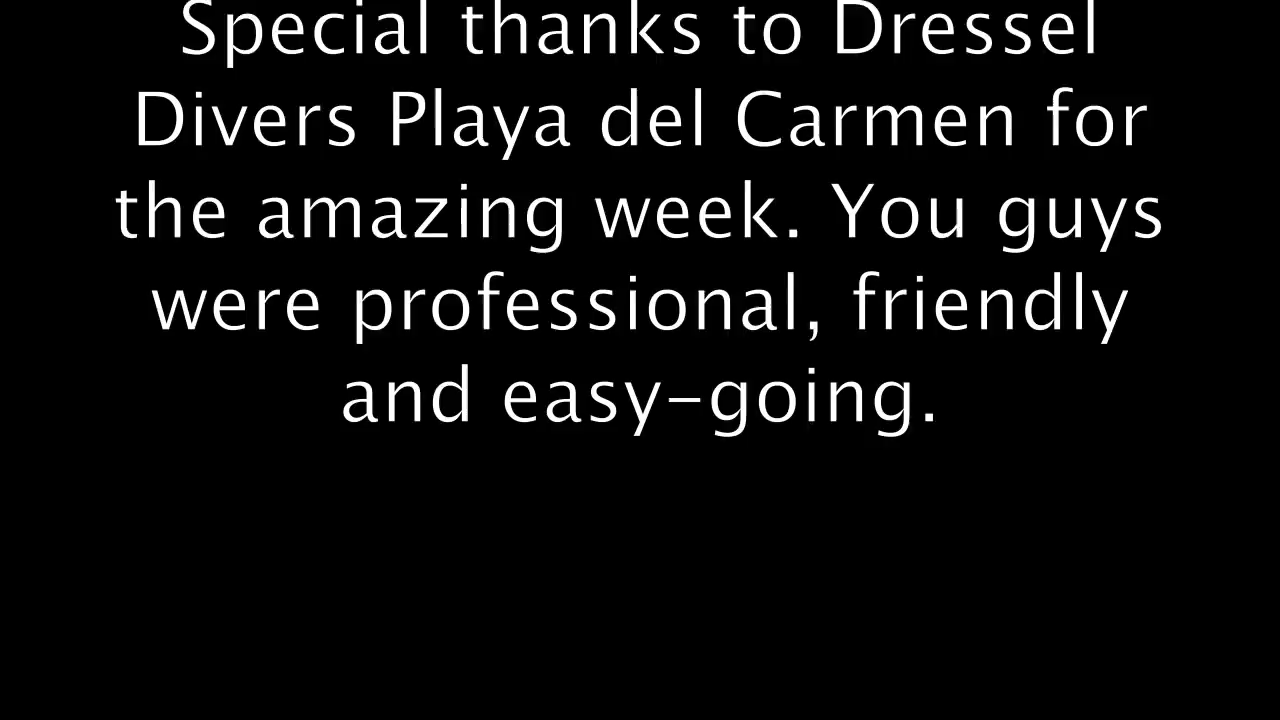 Special thanks to Dressel
Divers Playa del Carmen for
the amazing week. You guys
were professional, friendly
and easy-going.